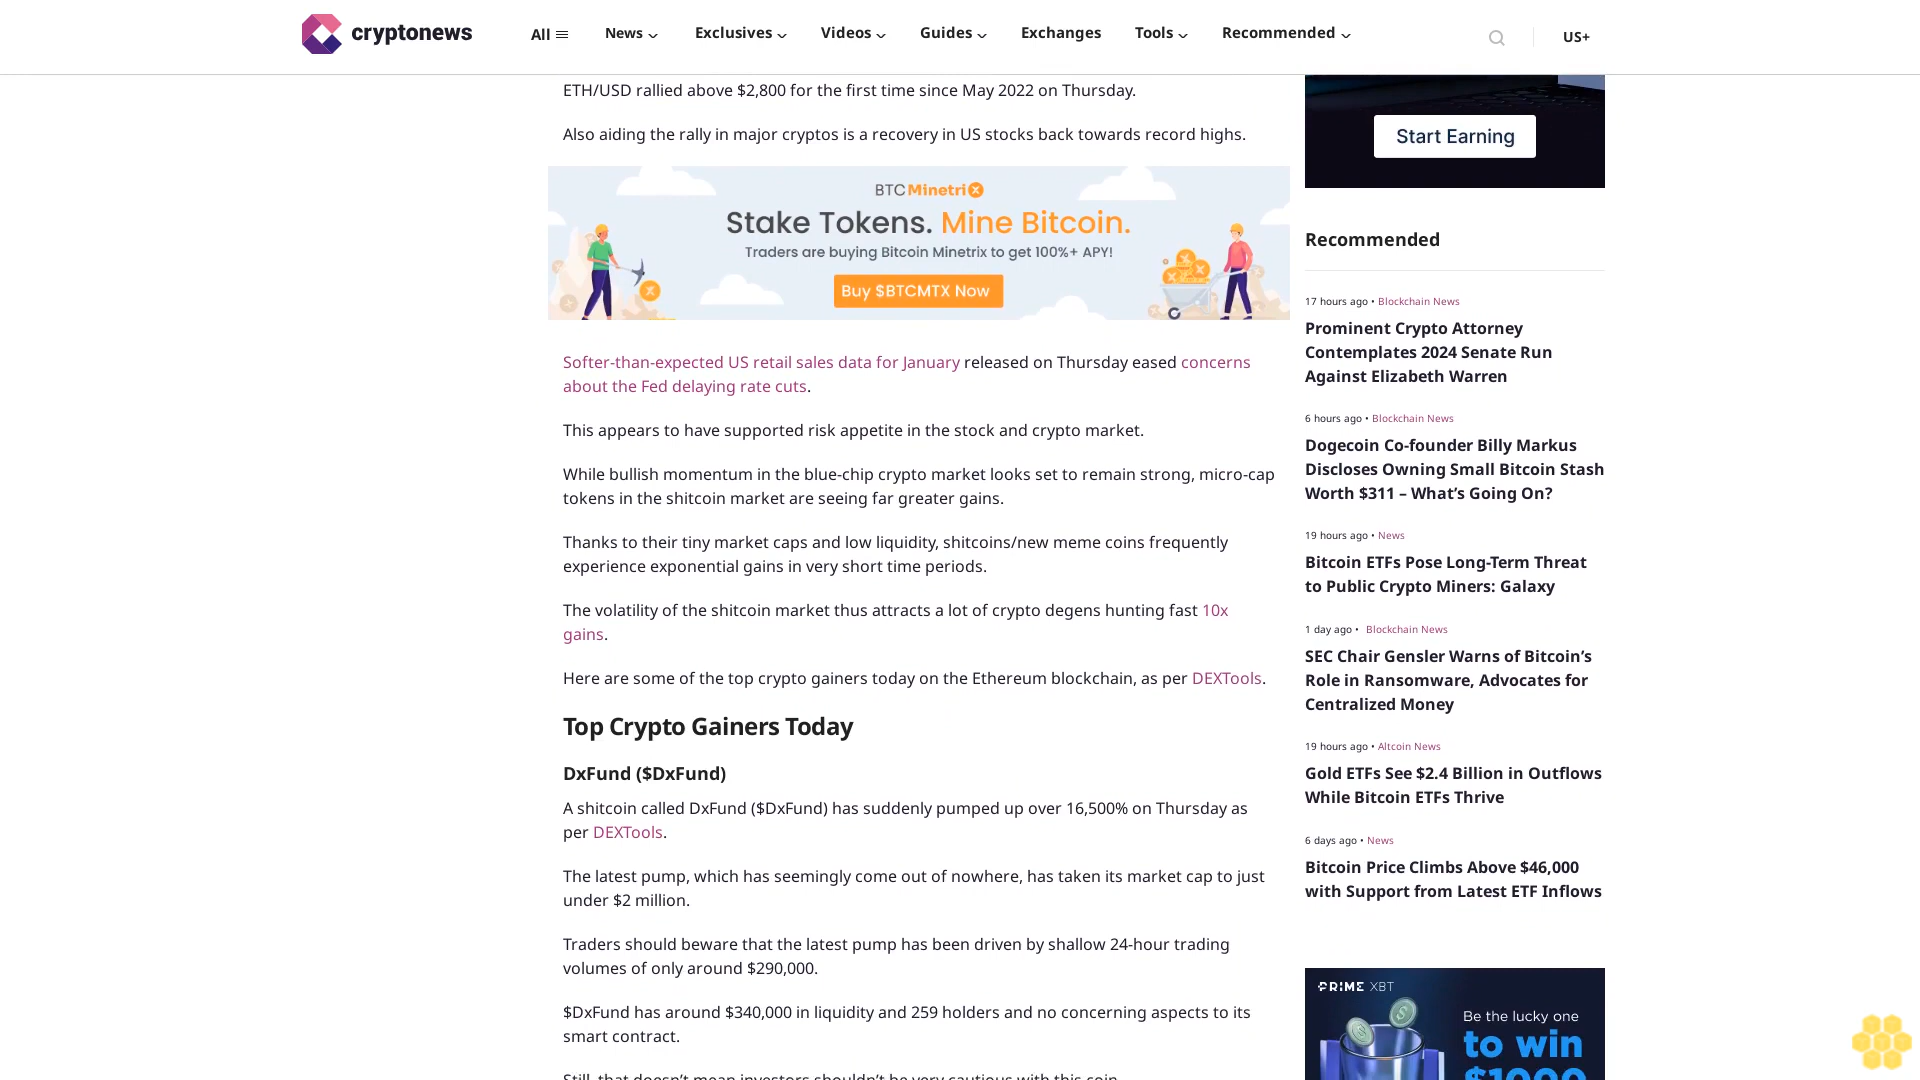 cryptonews
All
News
Exclusives
Videos
Guides
Exchanges
Tools
Recommended
US+
ETH/USD rallied above $2,800 for the first time since May 2022 on Thursday.
Also aiding the rally in major cryptos is a recovery in US stocks back towards record highs.
BTC Minetrix
Stake Tokens. Mine Bitcoin.
Traders are buying Bitcoin Minetrix to get 100%+ APY!
Buy $BTCMTX Now
Softer-than-expected US retail sales data for January released on Thursday eased concerns
about the Fed delaying rate cuts.
This appears to have supported risk appetite in the stock and crypto market.
While bullish momentum in the blue-chip crypto market looks set to remain strong, micro-cap
tokens in the shitcoin market are seeing far greater gains.
Thanks to their tiny market caps and low liquidity, shitcoins/new meme coins frequently
experience exponential gains in very short time periods.
The volatility of the shitcoin market thus attracts a lot of crypto degens hunting fast 10x
gains.
Here are some of the top crypto gainers today on the Ethereum blockchain, as per DEXTools.
Top Crypto Gainers Today
DxFund ($DxFund)
A shitcoin called DxFund ($DxFund) has suddenly pumped up over 16,500% on Thursday as
per DEXTools.
The latest pump, which has seemingly come out of nowhere, has taken its market cap to just
under $2 million.
Traders should beware that the latest pump has been driven by shallow 24-hour trading
volumes of only around $290,000.
$DxFund has around $340,000 in liquidity and 259 holders and no concerning aspects to its
smart contract.
Still, that doesn't mean investors shouldn't be very cautious with this coin.
Start Earning
Recommended
17 hours ago • Blockchain News
Prominent Crypto Attorney
Contemplates 2024 Senate Run
Against Elizabeth Warren
6 hours ago • Blockchain News
Dogecoin Co-founder Billy Markus
Discloses Owning Small Bitcoin Stash
Worth $311 – What's Going On?
19 hours ago • News
Bitcoin ETFs Pose Long-Term Threat
to Public Crypto Miners: Galaxy
1 day ago • Blockchain News
SEC Chair Gensler Warns of Bitcoin's
Role in Ransomware, Advocates for
Centralized Money
19 hours ago • Altcoin News
Gold ETFs See $2.4 Billion in Outflows
While Bitcoin ETFs Thrive
6 days ago • News
Bitcoin Price Climbs Above $46,000
with Support from Latest ETF Inflows
PRIME XBT
Be the lucky one
to win
$1000